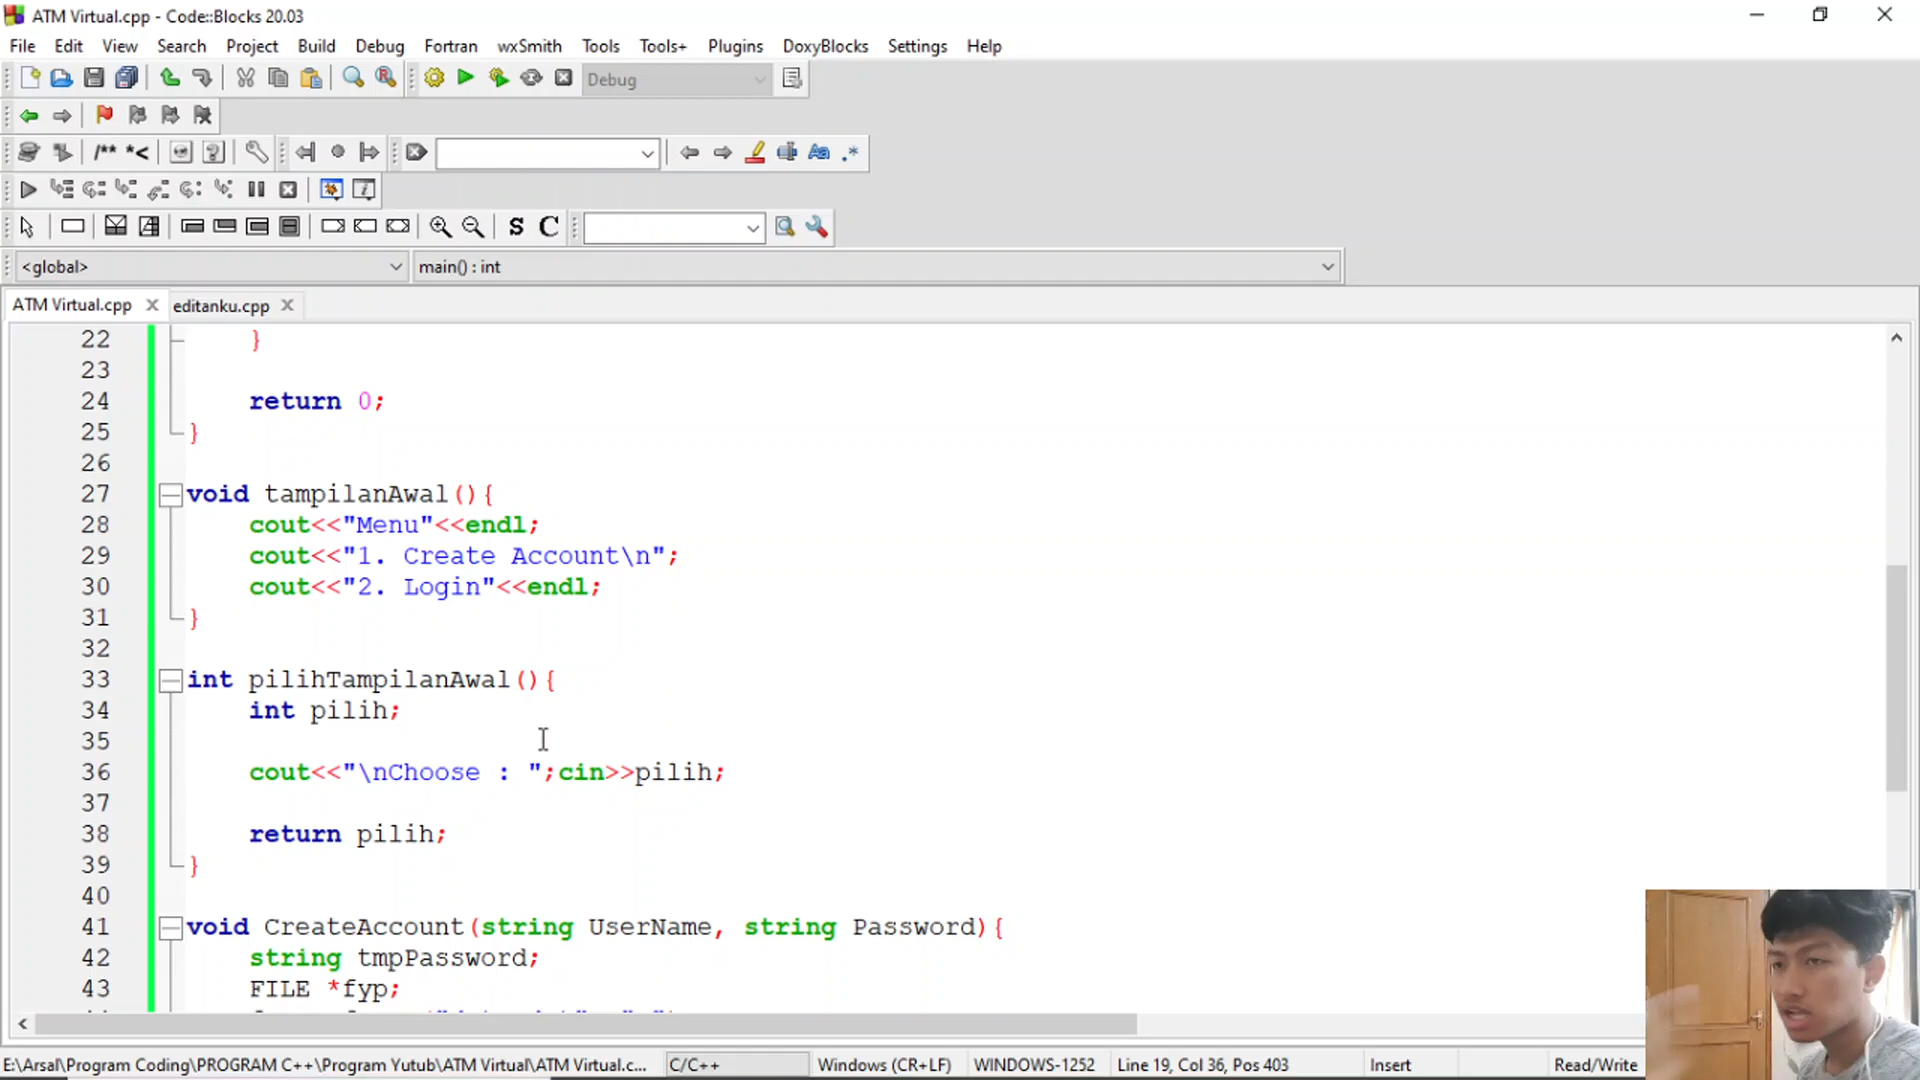 ATM Virtual.cpp - Code::Blocks 20.03
File Edit View Search Project Build Debug Fortran wxSmith Tools Tools+ Plugins DoxyBlocks Settings Help
Debug
/** *<
S C
<global> main() : int
ATM Virtual.cpp editanku.cpp
22 }
23
24 return 0;
25 }
26
27 void tampilanAwal(){
28 cout<<"Menu"<<endl;
29 cout<<"1. Create Account\n";
30 cout<<"2. Login"<<endl;
31 }
32
33 int pilihTampilanAwal(){
34 int pilih;
35
36 cout<<"\nChoose : ";cin>>pilih;
37
38 return pilih;
39 }
40
41 void CreateAccount(string UserName, string Password){
42 string tmpPassword;
43 FILE *fyp;
E:\Arsal\Program Coding\PROGRAM C++\Program Yutub\ATM Virtual\ATM Virtual.c... C/C++ Windows (CR+LF) WINDOWS-1252 Line 19, Col 36, Pos 403 Insert Read/Write